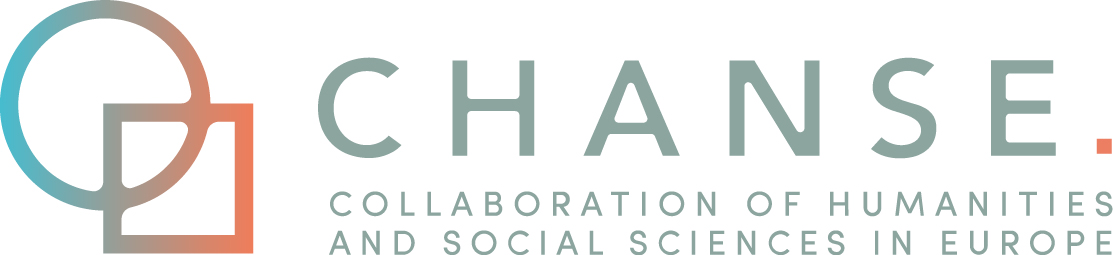 CHANSE.
COLLABORATION OF HUMANITIES
AND SOCIAL SCIENCES IN EUROPE